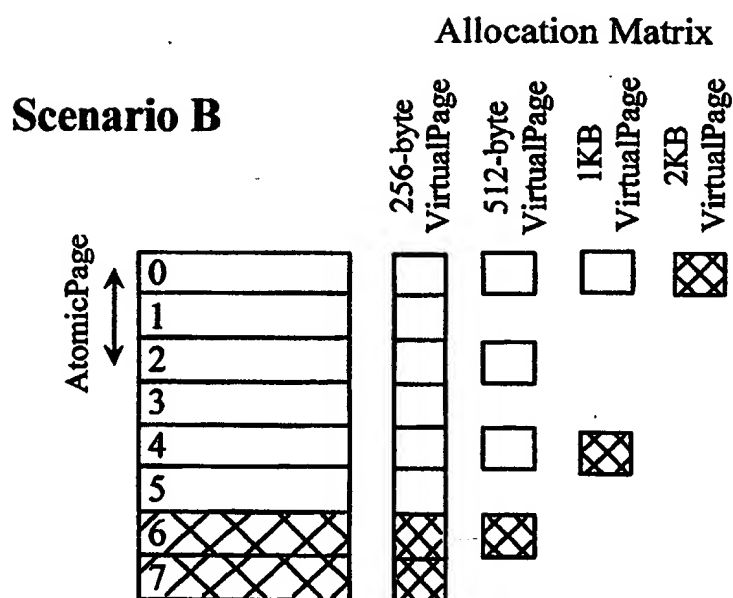 Allocation Matrix
Scenario B
256-byte
VirtualPage
512-byte
VirtualPage
1KB
VirtualPage
2KB
VirtualPage
AtomicPage
0
1
2
3
4
5
6
7